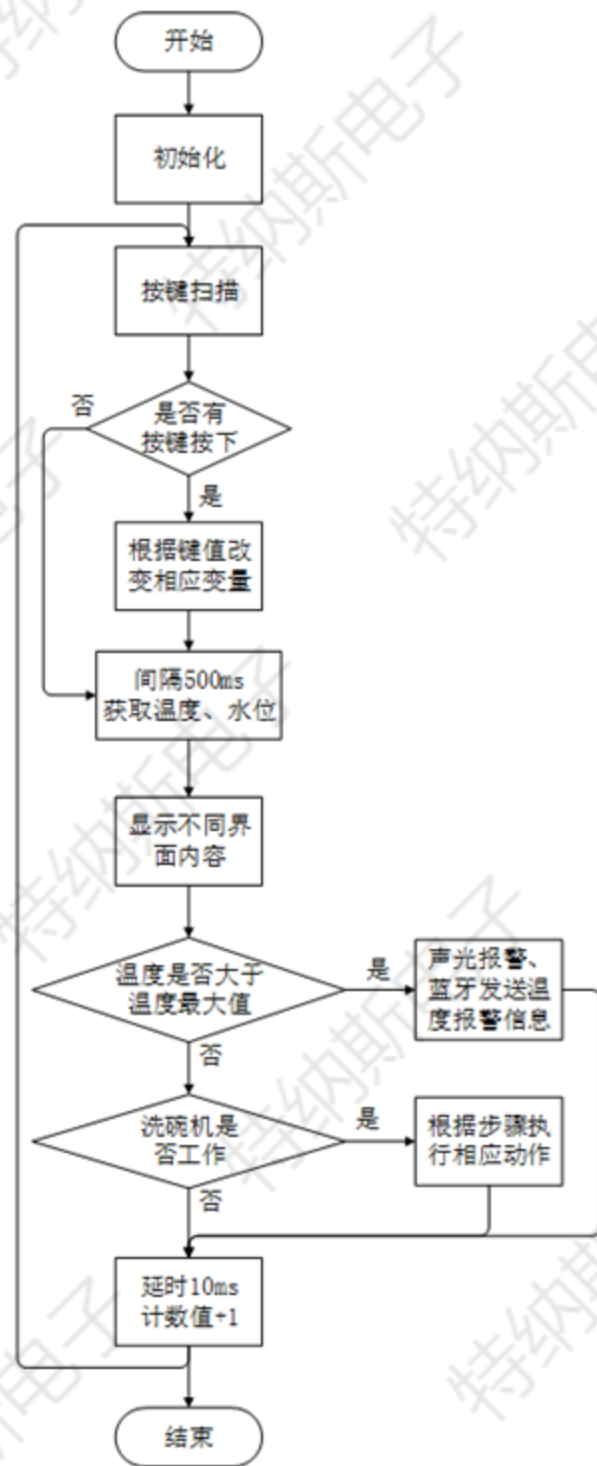 开始
初始化
按键扫描
否
是否有
按键按下
是
根据键值改
变相应变量
间隔500ms
获取温度、水位
显示不同界
面内容
温度是否大于
温度最大值
是
声光报警、
蓝牙发送温
度报警信息
否
洗碗机是
否工作
是
根据步骤执
行相应动作
否
延时10ms
计数值+1
结束
特纳斯电子
特纳斯电子
特纳斯电子
特纳斯电子